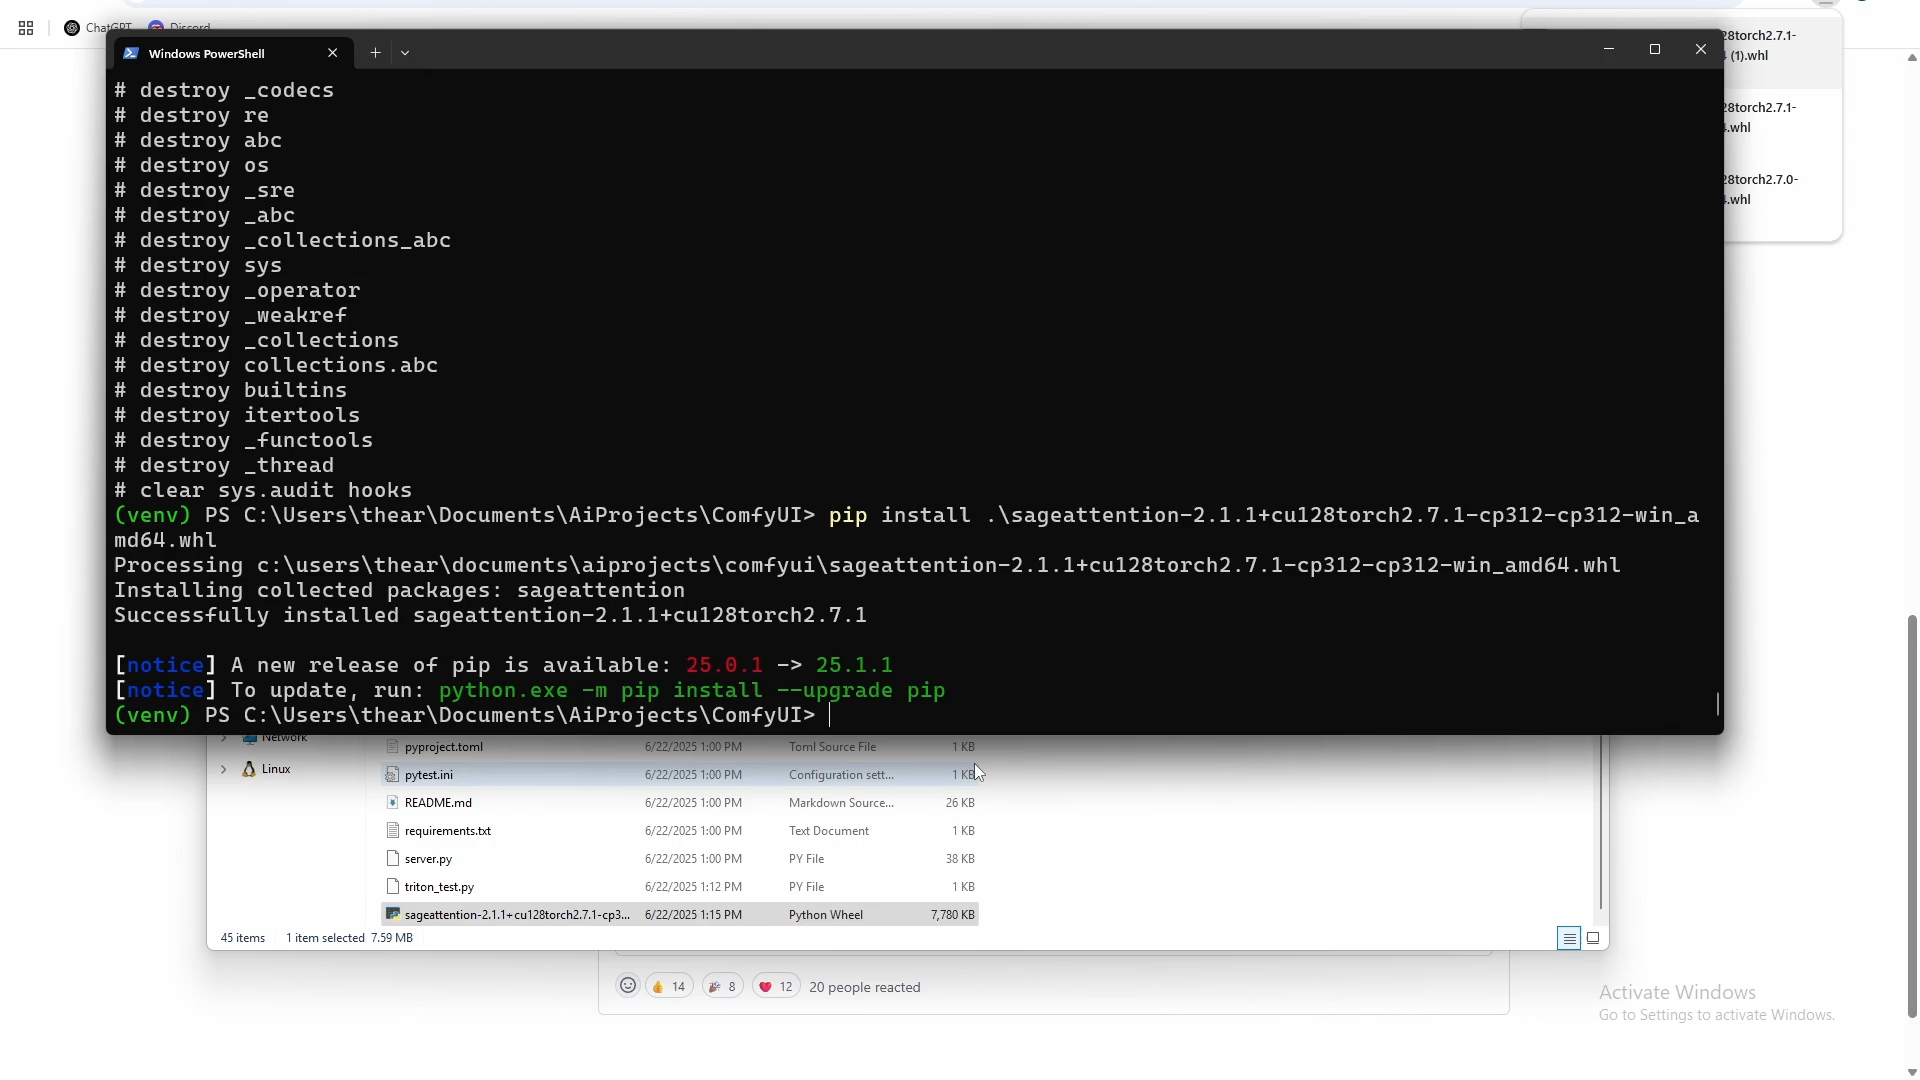 ChatGPT Discord
Windows PowerShell
28torch2.7.1-
(1).whl
28torch2.7.1-
.whl
28torch2.7.0-
.whl
# destroy _codecs
# destroy re
# destroy abc
# destroy os
# destroy _sre
# destroy _abc
# destroy _collections_abc
# destroy sys
# destroy _operator
# destroy _weakref
# destroy _collections
# destroy collections.abc
# destroy builtins
# destroy itertools
# destroy _functools
# destroy _thread
# clear sys.audit hooks
(venv) PS C:\Users\thear\Documents\AiProjects\ComfyUI> pip install .\sageattention-2.1.1+cu128torch2.7.1-cp312-cp312-win_a
md64.whl
Processing c:\users\thear\documents\aiprojects\comfyui\sageattention-2.1.1+cu128torch2.7.1-cp312-cp312-win_amd64.whl
Installing collected packages: sageattention
Successfully installed sageattention-2.1.1+cu128torch2.7.1
[notice] A new release of pip is available: 25.0.1 -> 25.1.1
[notice] To update, run: python.exe -m pip install --upgrade pip
(venv) PS C:\Users\thear\Documents\AiProjects\ComfyUI>
Network
Linux
pyproject.toml 6/22/2025 1:00 PM Toml Source File 1 KB
pytest.ini 6/22/2025 1:00 PM Configuration sett... 1 KB
README.md 6/22/2025 1:00 PM Markdown Source... 26 KB
requirements.txt 6/22/2025 1:00 PM Text Document 1 KB
server.py 6/22/2025 1:00 PM PY File 38 KB
triton_test.py 6/22/2025 1:12 PM PY File 1 KB
sageattention-2.1.1+cu128torch2.7.1-cp3... 6/22/2025 1:15 PM Python Wheel 7,780 KB
45 items 1 item selected 7.59 MB
14 8 12 20 people reacted
Activate Windows
Go to Settings to activate Windows.